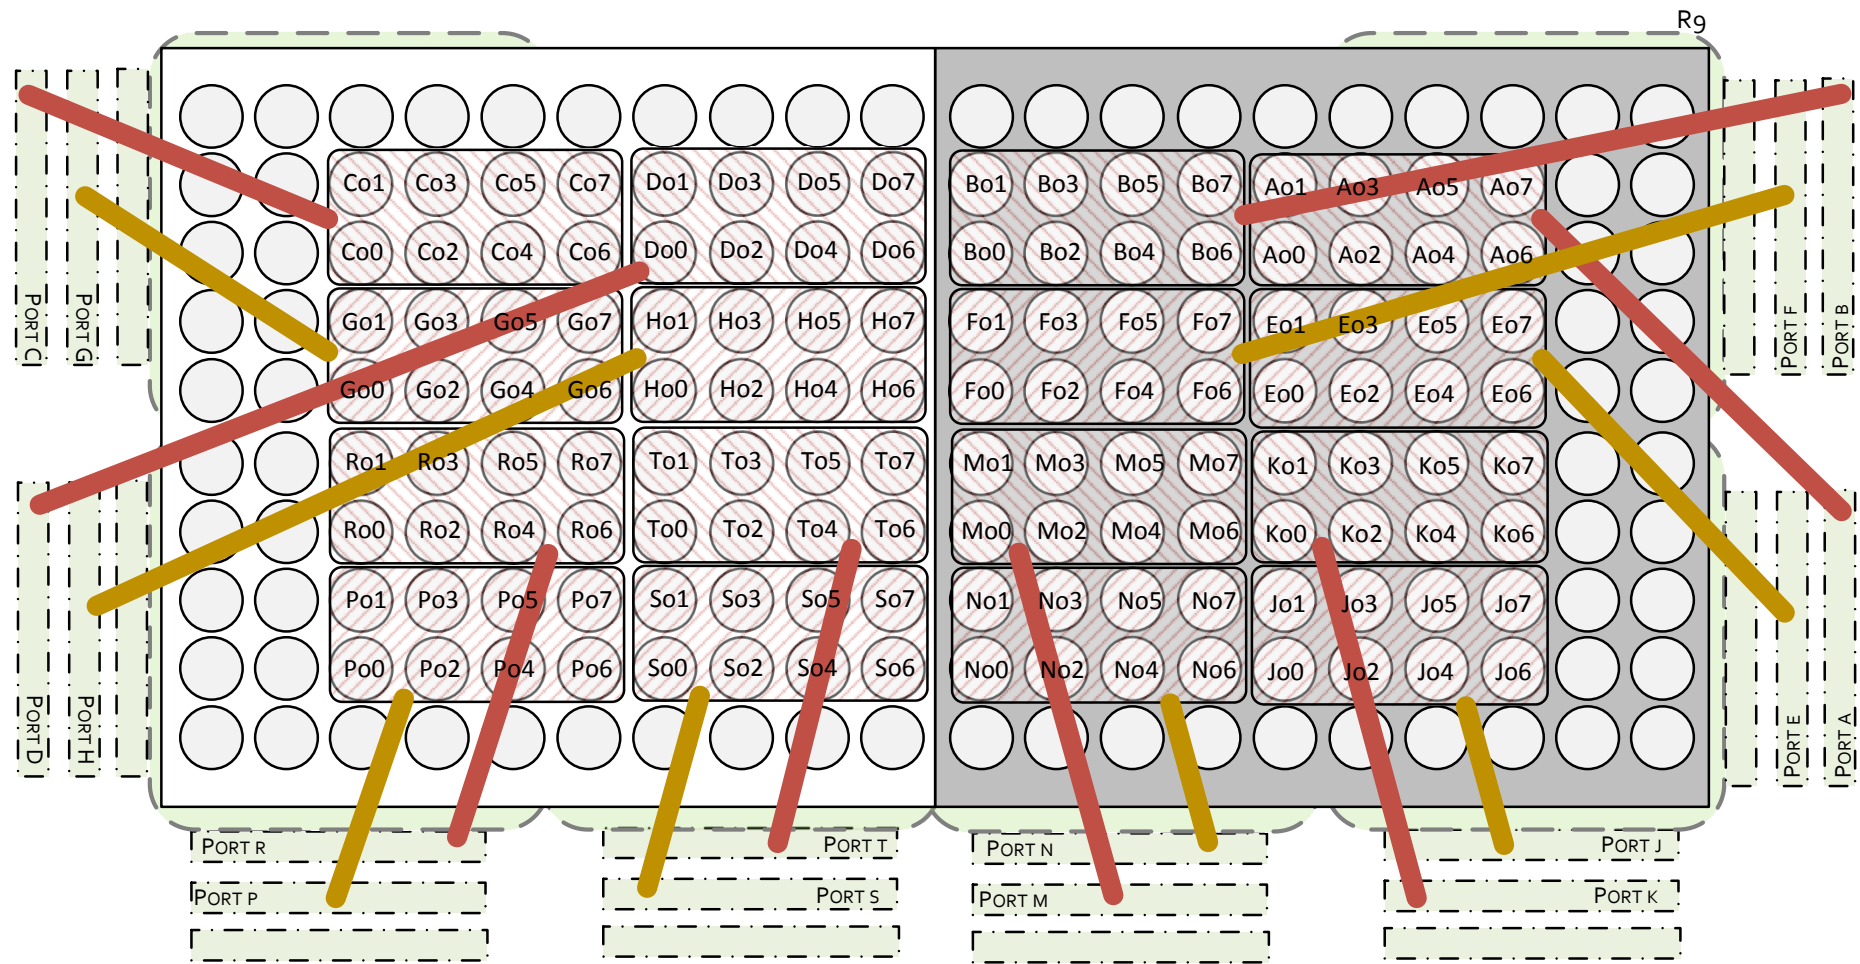 R9
Co1 Co3 Co5 Co7 Do1 Do3 Do5 Do7 Bo1 Bo3 Bo5 Bo7 Ao1 Ao3 Ao5 Ao7
Co0 Co2 Co4 Co6 Do0 Do2 Do4 Do6 Bo0 Bo2 Bo4 Bo6 Ao0 Ao2 Ao4 Ao6
Go1 Go3 Go5 Go7 Ho1 Ho3 Ho5 Ho7 Fo1 Fo3 Fo5 Fo7 Eo1 Eo3 Eo5 Eo7
Go0 Go2 Go4 Go6 Ho0 Ho2 Ho4 Ho6 Fo0 Fo2 Fo4 Fo6 Eo0 Eo2 Eo4 Eo6
Ro1 Ro3 Ro5 Ro7 To1 To3 To5 To7 Mo1 Mo3 Mo5 Mo7 Ko1 Ko3 Ko5 Ko7
Ro0 Ro2 Ro4 Ro6 To0 To2 To4 To6 Mo0 Mo2 Mo4 Mo6 Ko0 Ko2 Ko4 Ko6
Po1 Po3 Po5 Po7 So1 So3 So5 So7 No1 No3 No5 No7 Jo1 Jo3 Jo5 Jo7
Po0 Po2 Po4 Po6 So0 So2 So4 So6 No0 No2 No4 No6 Jo0 Jo2 Jo4 Jo6
PORT C
PORT G
PORT F
PORT B
PORT D
PORT H
PORT E
PORT A
PORT R
PORT T
PORT N
PORT J
PORT P
PORT S
PORT M
PORT K